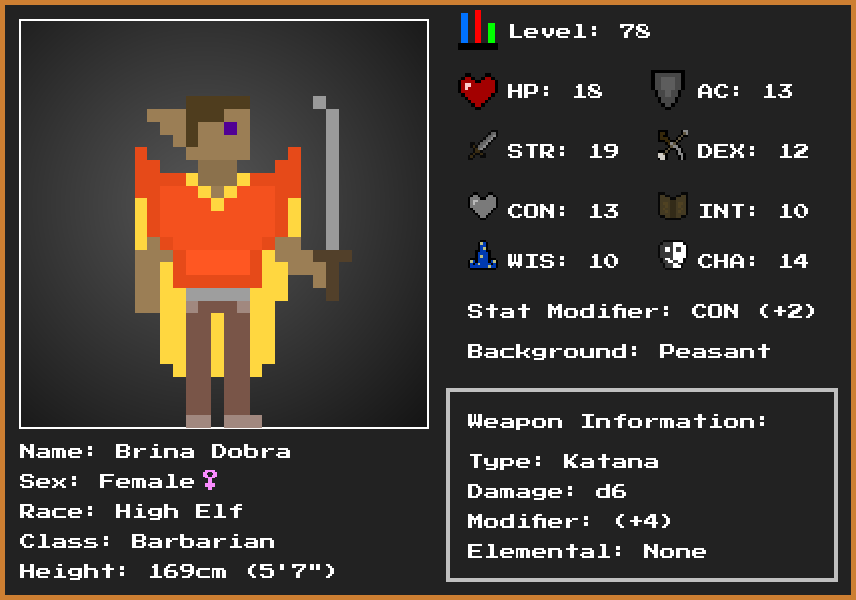 Level: 78
HP: 18
AC: 13
STR: 19
DEX: 12
CON: 13
INT: 10
WIS: 10
CHA: 14
Stat Modifier: CON (+2)
Background: Peasant
Weapon Information:
Type: Katana
Damage: d6
Modifier: (+4)
Elemental: None
Name: Brina Dobra
Sex: Female♀
Race: High Elf
Class: Barbarian
Height: 169cm (5'7")